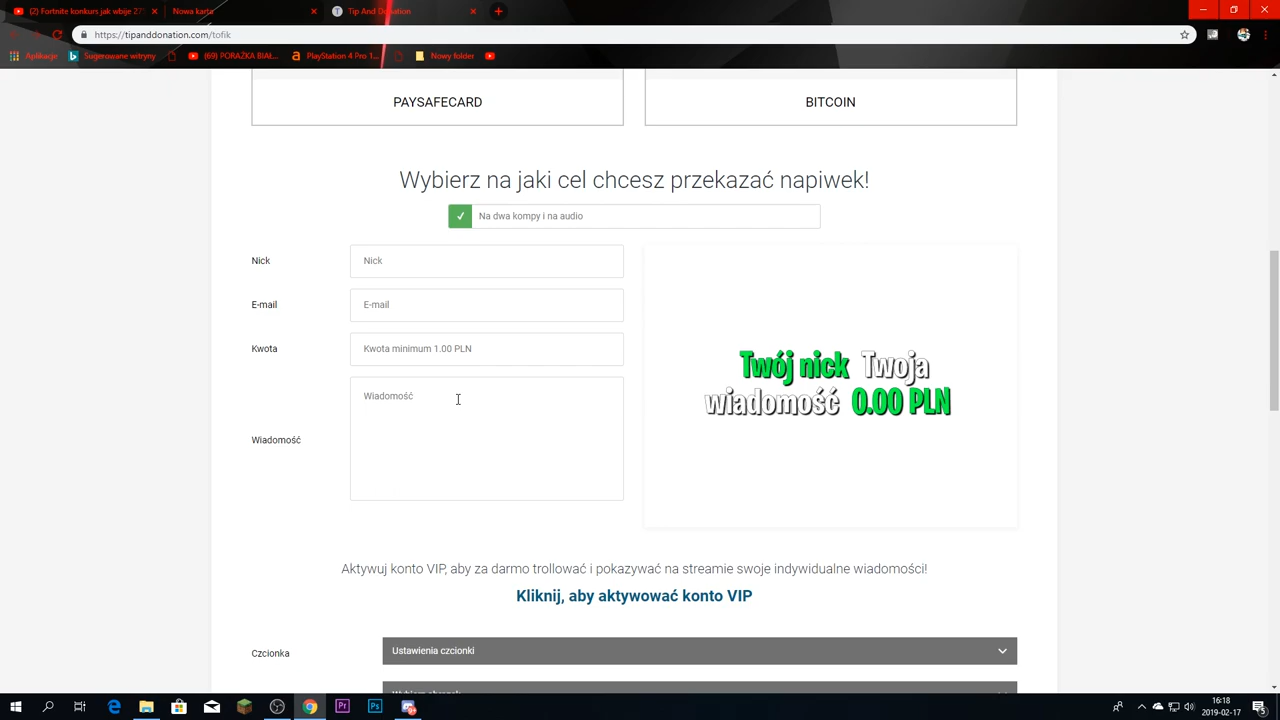 (2) Fortnite konkurs jak wbije 27
Nowa karta
Tip And Donation
https://tipanddonation.com/tofik
Aplikacje
Sugerowane witryny
(69) PORAŻKA BIAŁ...
PlayStation 4 Pro 1...
Nowy folder
PAYSAFECARD
BITCOIN
Wybierz na jaki cel chcesz przekazać napiwek!
Na dwa kompy i na audio
Nick
Nick
E-mail
E-mail
Kwota
Kwota minimum 1.00 PLN
Wiadomość
Wiadomość
Twój nick Twoja
wiadomość 0.00 PLN
Aktywuj konto VIP, aby za darmo trollować i pokazywać na streamie swoje indywidualne wiadomości!
Kliknij, aby aktywować konto VIP
Czcionka
Ustawienia czcionki
16:18
2019-02-17